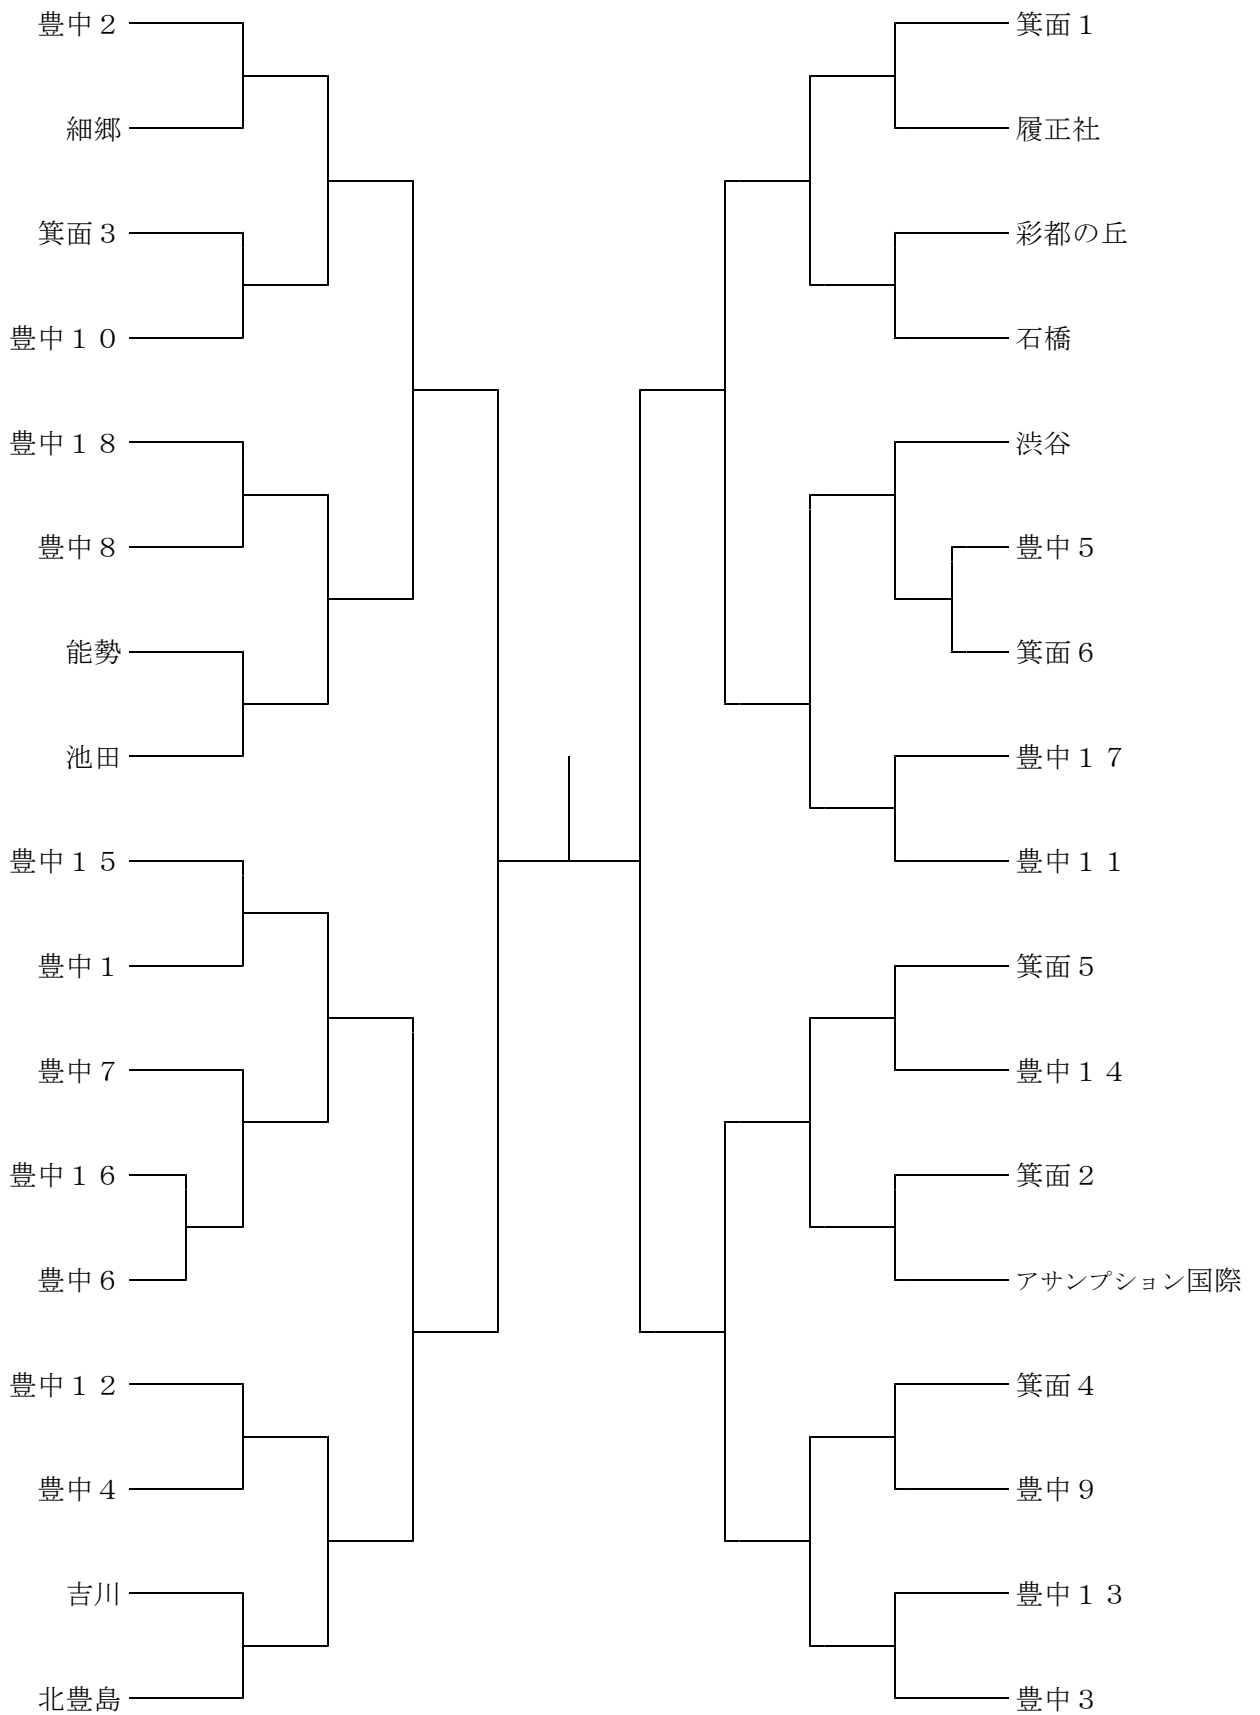 豊中２
細郷
箕面３
豊中１０
豊中１８
豊中８
能勢
池田
豊中１５
豊中１
豊中７
豊中１６
豊中６
豊中１２
豊中４
吉川
北豊島
箕面１
履正社
彩都の丘
石橋
渋谷
豊中５
箕面６
豊中１７
豊中１１
箕面５
豊中１４
箕面２
アサンプション国際
箕面４
豊中９
豊中１３
豊中３